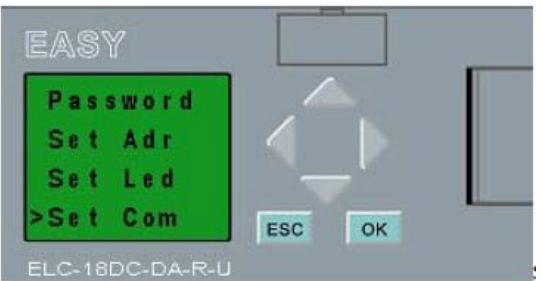 EASY
Password
Set Adr
Set Led
>Set Com
ESC OK
ELC-18DC-DA-R-U